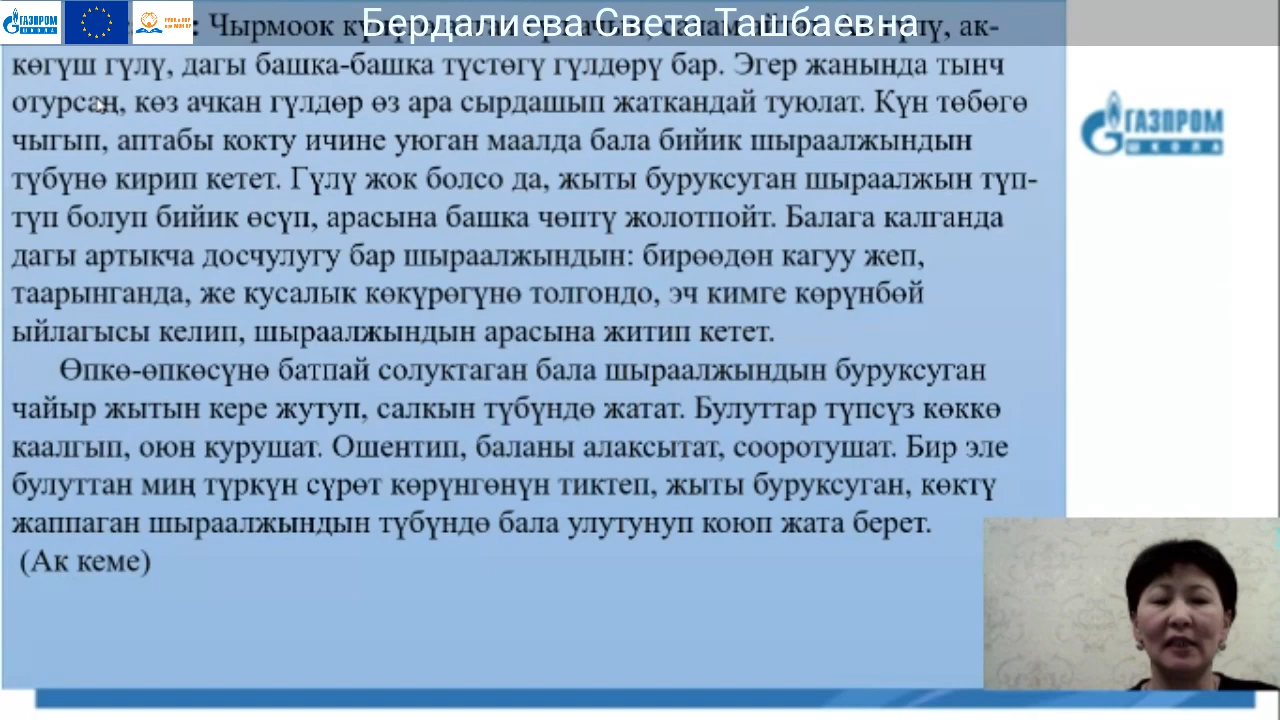 Бердалиева Света Ташбаевна
ГАЗПРОМ
ШКОЛА
: Чырмоок
көгүш гүлү, дагы башка-башка түстөгү гүлдөрү бар. Эгер жанында тынч
отурсаң, көз ачкан гүлдөр өз ара сырдашып жаткандай туюлат. Күн төбөгө
чыгып, аптабы кокту ичине уюган маалда бала бийик шыраалжындын
түбүнө кирип кетет. Гүлү жок болсо да, жыты буруксуган шыраалжын түп-
түп болуп бийик өсүп, арасына башка чөптү жолотпойт. Балага калганда
дагы артыкча досчулугу бар шыраалжындын: бирөөдөн кагуу жеп,
таарынганда, же кусалык көкүрөгүнө толгондо, эч кимге көрүнбөй
ыйлагысы келип, шыраалжындын арасына житип кетет.
Өпкө-өпкөсүнө батпай солуктаган бала шыраалжындын буруксуган
чайыр жытын кере жутуп, салкын түбүндө жатат. Булуттар түпсүз көккө
каалгып, оюн курушат. Ошентип, баланы алаксытат, сооротушат. Бир эле
булуттан миң түркүн сүрөт көрүнгөнүн тиктеп, жыты буруксуган, көктү
жаппаган шыраалжындын түбүндө бала улутунуп коюп жата берет.
(Ак кеме)
ГАЗПРОМ
ШКОЛА